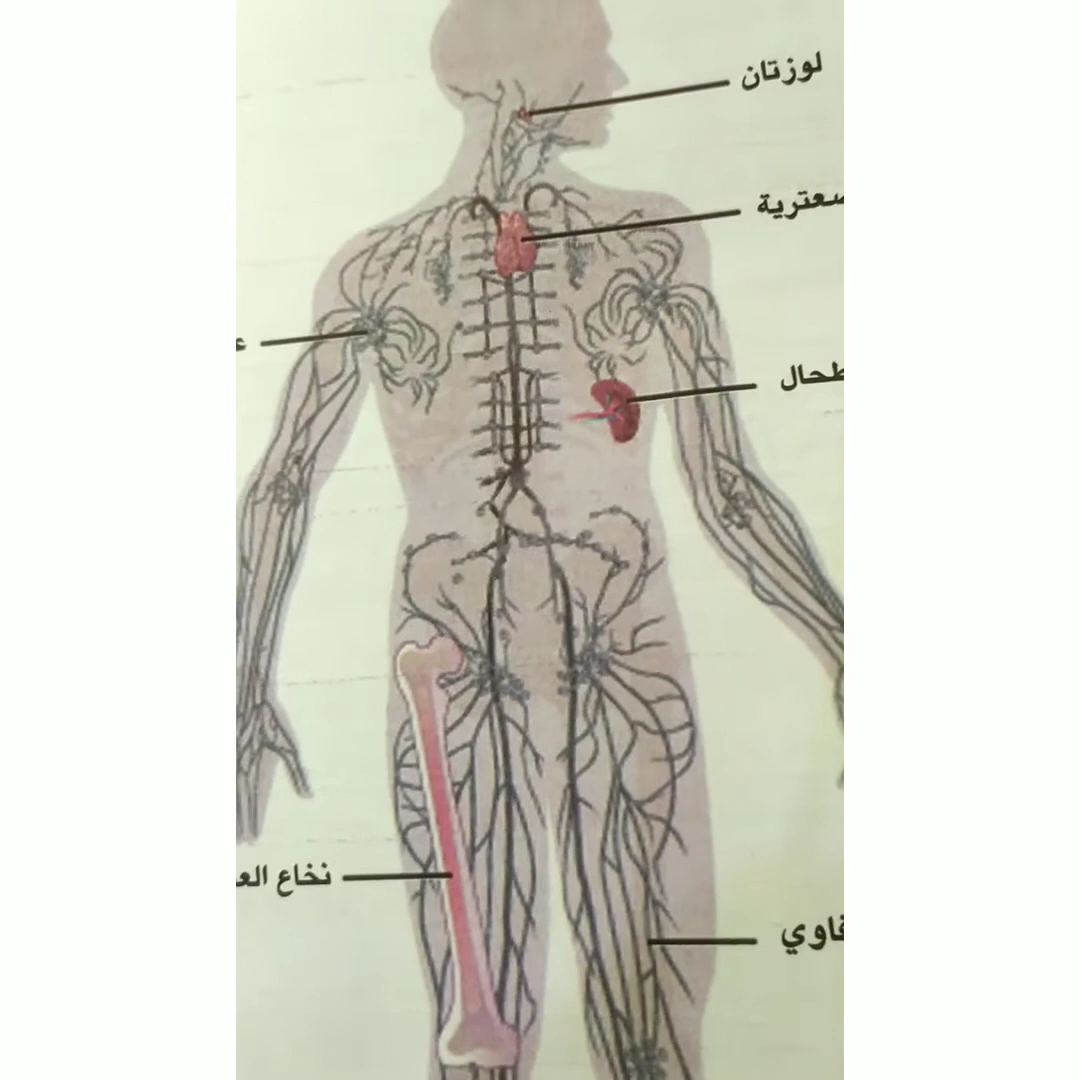 لوزتان
سعترية
طحال
نخاع الع
فاوي